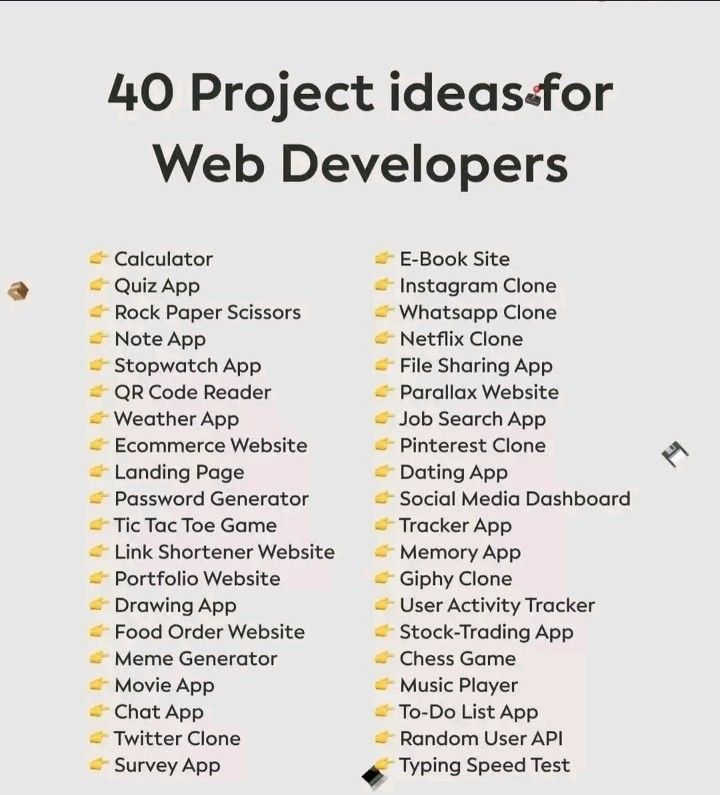 40 Project ideas for
Web Developers
Calculator
Quiz App
Rock Paper Scissors
Note App
Stopwatch App
QR Code Reader
Weather App
Ecommerce Website
Landing Page
Password Generator
Tic Tac Toe Game
Link Shortener Website
Portfolio Website
Drawing App
Food Order Website
Meme Generator
Movie App
Chat App
Twitter Clone
Survey App
E-Book Site
Instagram Clone
Whatsapp Clone
Netflix Clone
File Sharing App
Parallax Website
Job Search App
Pinterest Clone
Dating App
Social Media Dashboard
Tracker App
Memory App
Giphy Clone
User Activity Tracker
Stock-Trading App
Chess Game
Music Player
To-Do List App
Random User API
Typing Speed Test